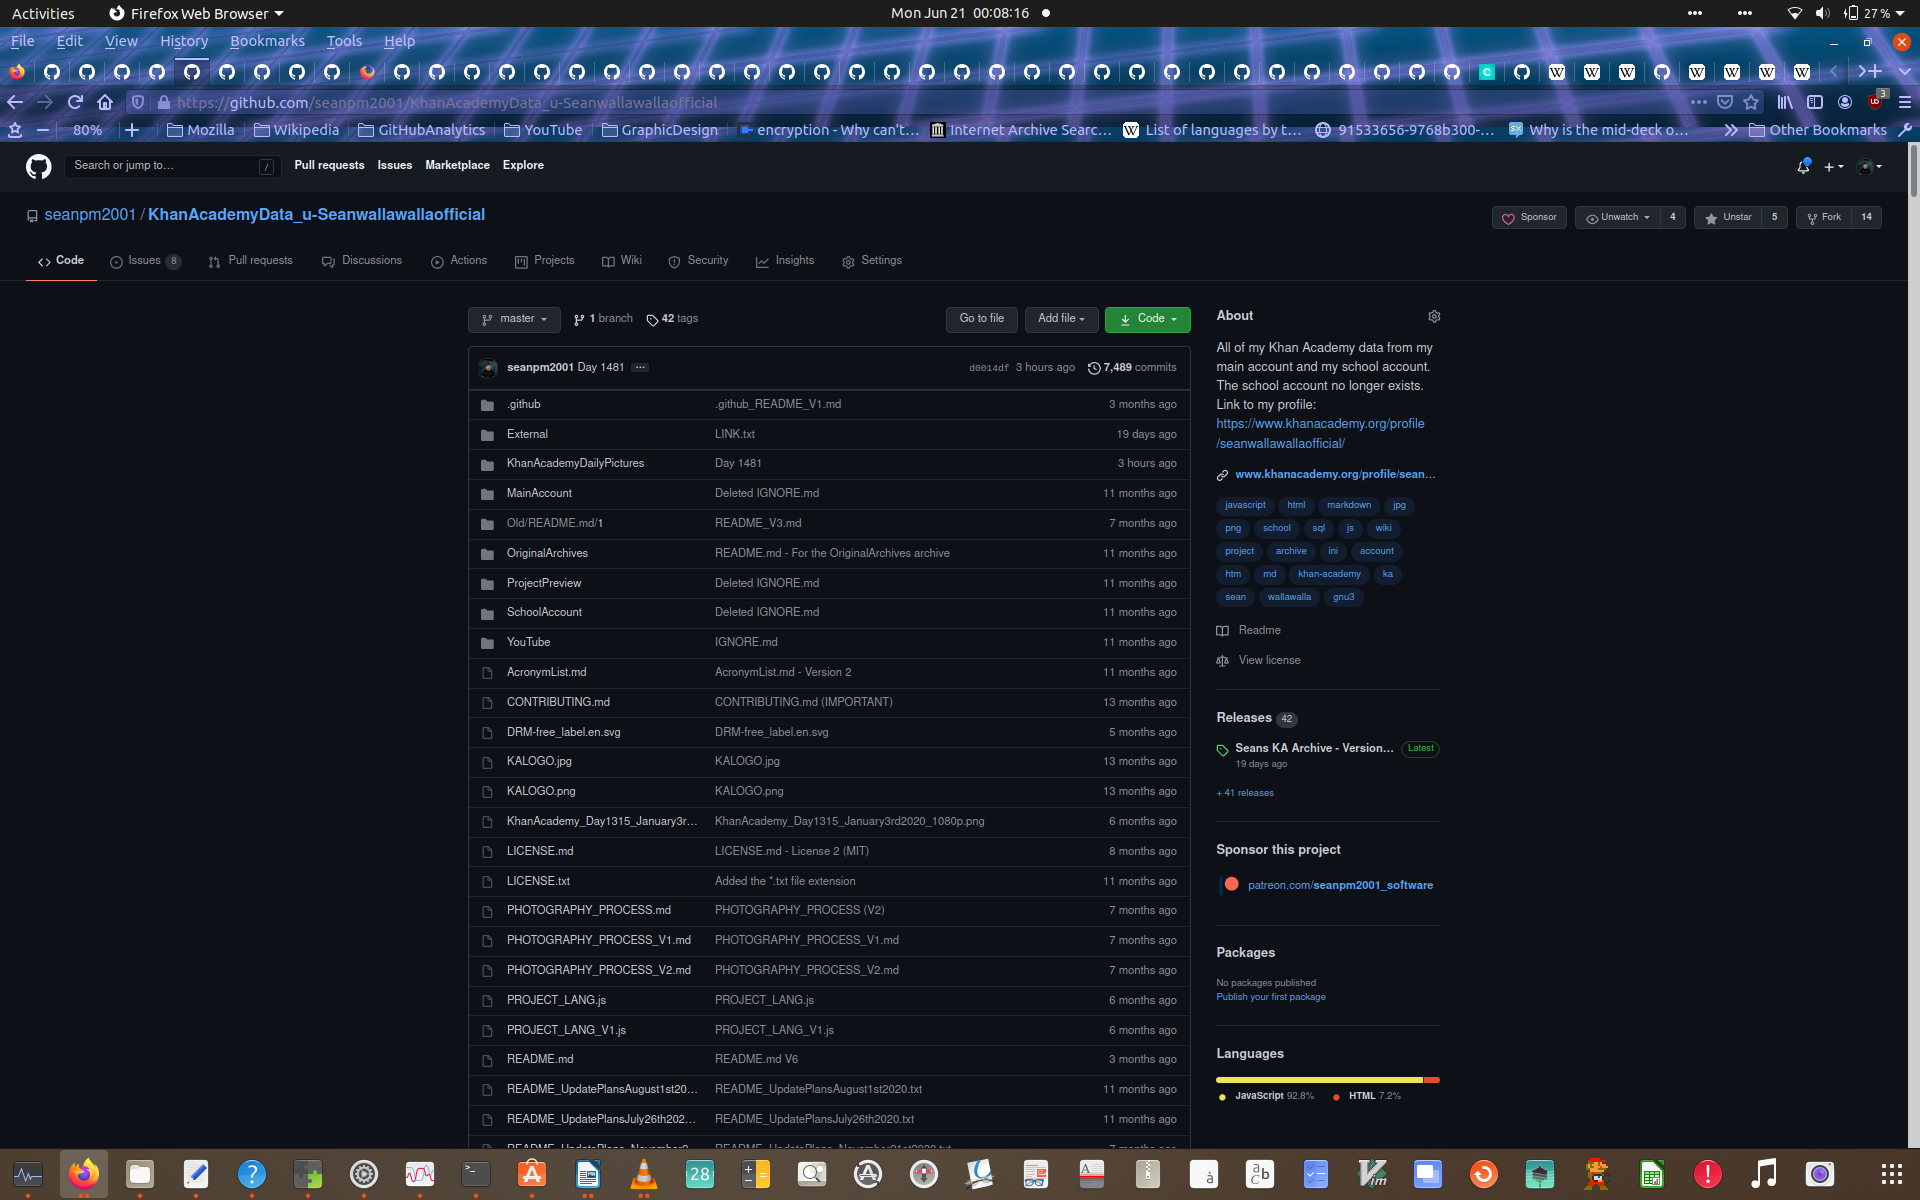 Activities Firefox Web Browser Mon Jun 21 00:08:16 27 %
File Edit View History Bookmarks Tools Help
https://github.com/seanpm2001/KhanAcademyData_u-Seanwallawallaofficial 3
80% Mozilla Wikipedia GitHubAnalytics YouTube GraphicDesign encryption - Why can't... Internet Archive Searc... List of languages by t... 91533656-9768b300-... Why is the mid-deck o... Other Bookmarks
Search or jump to... / Pull requests Issues Marketplace Explore
seanpm2001 / KhanAcademyData_u-Seanwallawallaofficial
Sponsor Unwatch 4 Unstar 5 Fork 14
Code Issues 8 Pull requests Discussions Actions Projects Wiki Security Insights Settings
master 1 branch 42 tags Go to file Add file Code
seanpm2001 Day 1481 ... d0014df 3 hours ago 7,489 commits
.github .github_README_V1.md 3 months ago
External LINK.txt 19 days ago
KhanAcademyDailyPictures Day 1481 3 hours ago
MainAccount Deleted IGNORE.md 11 months ago
Old/README.md/1 README_V3.md 7 months ago
OriginalArchives README.md - For the OriginalArchives archive 11 months ago
ProjectPreview Deleted IGNORE.md 11 months ago
SchoolAccount Deleted IGNORE.md 11 months ago
YouTube IGNORE.md 11 months ago
AcronymList.md AcronymList.md - Version 2 11 months ago
CONTRIBUTING.md CONTRIBUTING.md (IMPORTANT) 13 months ago
DRM-free_label.en.svg DRM-free_label.en.svg 5 months ago
KALOGO.jpg KALOGO.jpg 13 months ago
KALOGO.png KALOGO.png 13 months ago
KhanAcademy_Day1315_January3r... KhanAcademy_Day1315_January3rd2020_1080p.png 6 months ago
LICENSE.md LICENSE.md - License 2 (MIT) 8 months ago
LICENSE.txt Added the *.txt file extension 11 months ago
PHOTOGRAPHY_PROCESS.md PHOTOGRAPHY_PROCESS (V2) 7 months ago
PHOTOGRAPHY_PROCESS_V1.md PHOTOGRAPHY_PROCESS_V1.md 7 months ago
PHOTOGRAPHY_PROCESS_V2.md PHOTOGRAPHY_PROCESS_V2.md 7 months ago
PROJECT_LANG.js PROJECT_LANG.js 6 months ago
PROJECT_LANG_V1.js PROJECT_LANG_V1.js 6 months ago
README.md README.md V6 3 months ago
README_UpdatePlansAugust1st20... README_UpdatePlansAugust1st2020.txt 11 months ago
README_UpdatePlansJuly26th202... README_UpdatePlansJuly26th2020.txt 11 months ago
About
All of my Khan Academy data from my
main account and my school account.
The school account no longer exists.
Link to my profile:
https://www.khanacademy.org/profile
/seanwallawallaofficial/
www.khanacademy.org/profile/sean...
javascript html markdown jpg
png school sql js wiki
project archive ini account
htm md khan-academy ka
sean wallawalla gnu3
Readme
View license
Releases 42
Seans KA Archive - Version... Latest
19 days ago
+ 41 releases
Sponsor this project
patreon.com/seanpm2001_software
Packages
No packages published
Publish your first package
Languages
JavaScript 92.8% HTML 7.2%
28